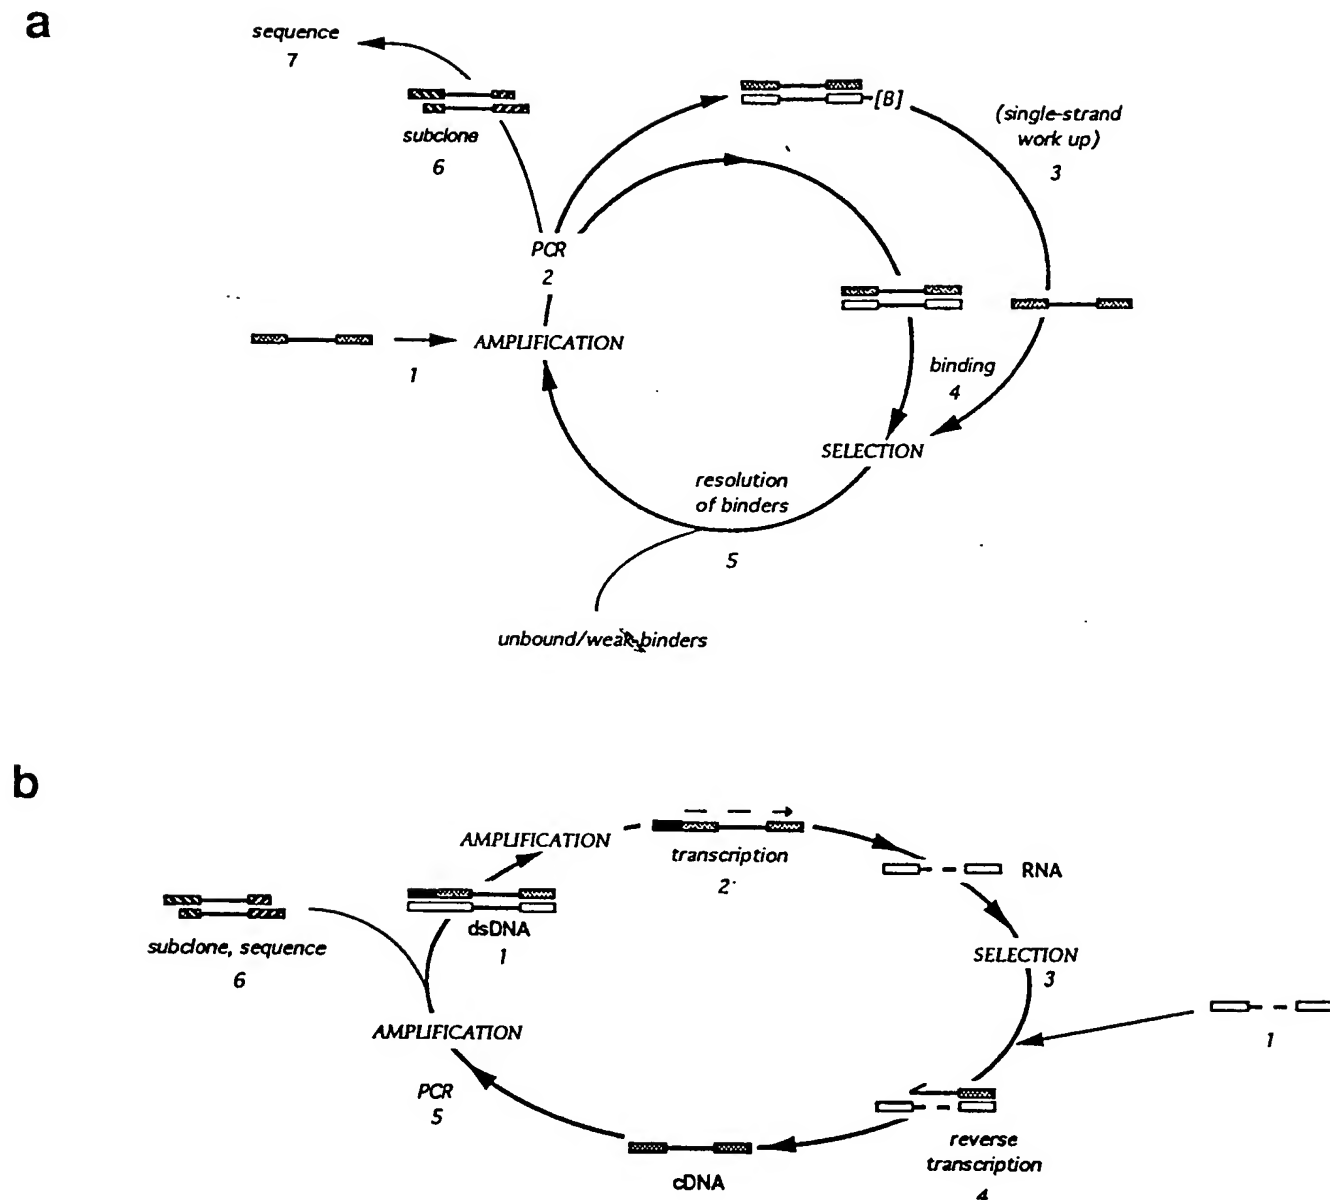 a
sequence
7
subclone
6
[B]
(single-strand
work up)
3
PCR
2
1
AMPLIFICATION
binding
4
SELECTION
resolution
of binders
5
unbound/weak-binders
b
AMPLIFICATION
transcription
2
RNA
dsDNA
1
subclone, sequence
6
SELECTION
3
1
AMPLIFICATION
PCR
5
reverse
transcription
4
cDNA